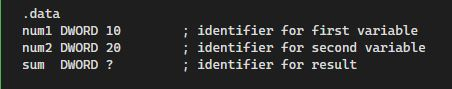 .data
num1 DWORD 10        ; identifier for first variable
num2 DWORD 20        ; identifier for second variable
sum  DWORD ?         ; identifier for result